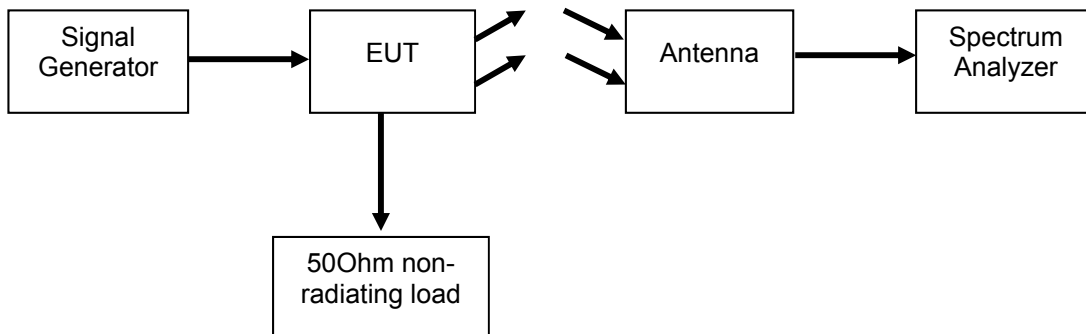 Signal
Generator
EUT
Antenna
Spectrum
Analyzer
50Ohm non-
radiating load